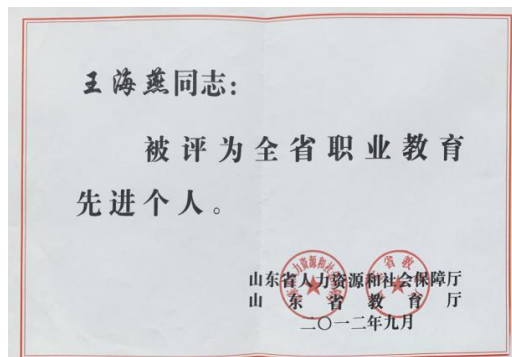 王海燕同志：
被评为全省职业教育
先进个人。
山东省人力资源和社会保障厅
山东省教育厅
二〇一二年九月